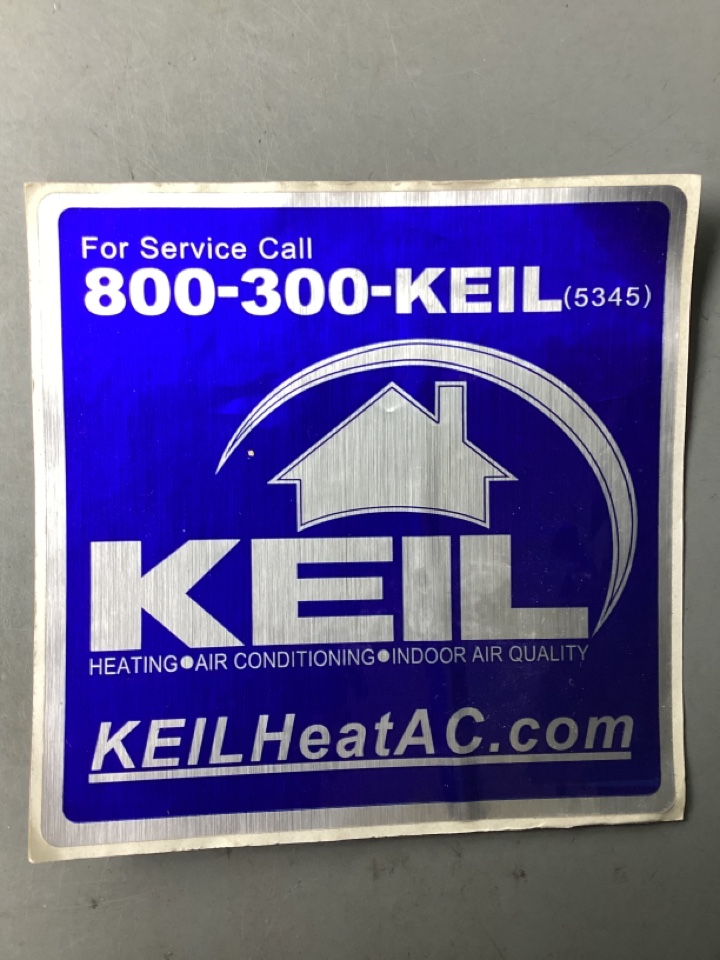 For Service Call
800-300-KEIL (5345)
KEIL
HEATING•AIR CONDITIONING•INDOOR AIR QUALITY
KEILHeatAC.com